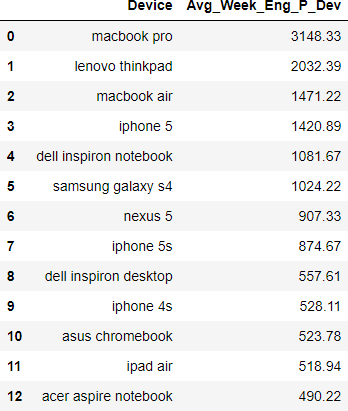 Device Avg_Week_Eng_P_Dev
0 macbook pro 3148.33
1 lenovo thinkpad 2032.39
2 macbook air 1471.22
3 iphone 5 1420.89
4 dell inspiron notebook 1081.67
5 samsung galaxy s4 1024.22
6 nexus 5 907.33
7 iphone 5s 874.67
8 dell inspiron desktop 557.61
9 iphone 4s 528.11
10 asus chromebook 523.78
11 ipad air 518.94
12 acer aspire notebook 490.22